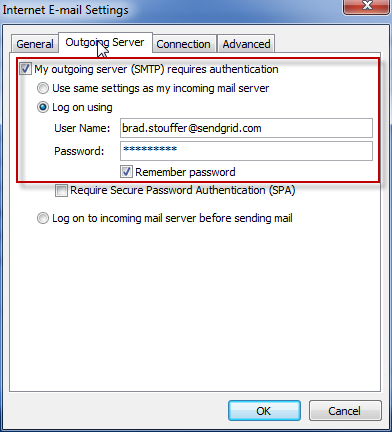 Internet E-mail Settings
General Outgoing Server Connection Advanced
My outgoing server (SMTP) requires authentication
Use same settings as my incoming mail server
Log on using
User Name: brad.stouffer@sendgrid.com
Password: *********
Remember password
Require Secure Password Authentication (SPA)
Log on to incoming mail server before sending mail
OK Cancel